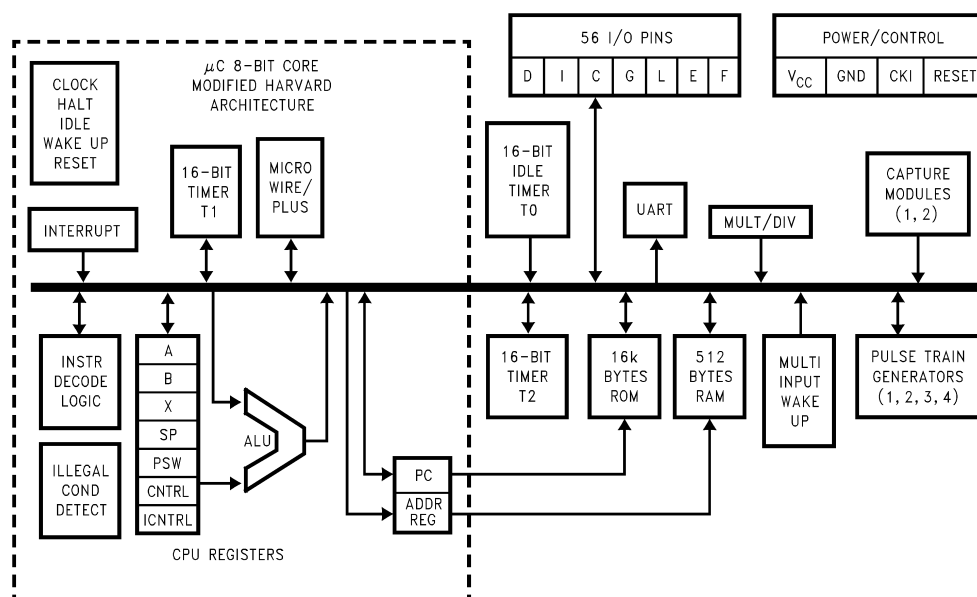 56 I/O PINS
D I C G L E F
POWER/CONTROL
VCC GND CKI RESET
μC 8-BIT CORE
MODIFIED HARVARD
ARCHITECTURE
CLOCK
HALT
IDLE
WAKE UP
RESET
16-BIT
TIMER
T1
MICRO
WIRE/
PLUS
16-BIT
IDLE
TIMER
T0
UART
MULT/DIV
CAPTURE
MODULES
(1, 2)
INTERRUPT
INSTR
DECODE
LOGIC
A
B
X
SP
PSW
CNTRL
ICNTRL
ALU
16-BIT
TIMER
T2
16k
BYTES
ROM
512
BYTES
RAM
MULTI
INPUT
WAKE
UP
PULSE TRAIN
GENERATORS
(1, 2, 3, 4)
ILLEGAL
COND
DETECT
PC
ADDR
REG
CPU REGISTERS